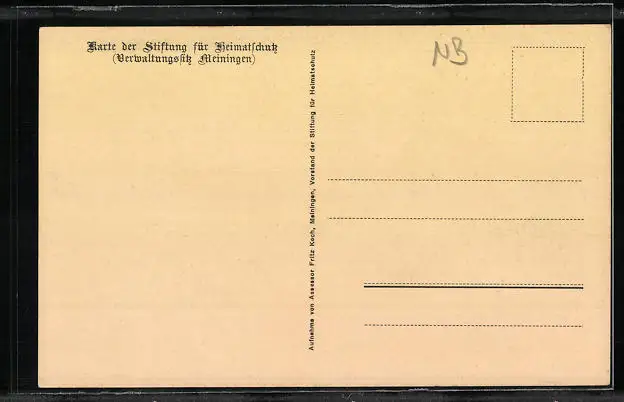 Karte der Stiftung für Heimatschutz
(Verwaltungssitz Meiningen)
NB
Aufnahme von Assessor Fritz Koch, Meiningen, Vorstand der Stiftung für Heimatschutz